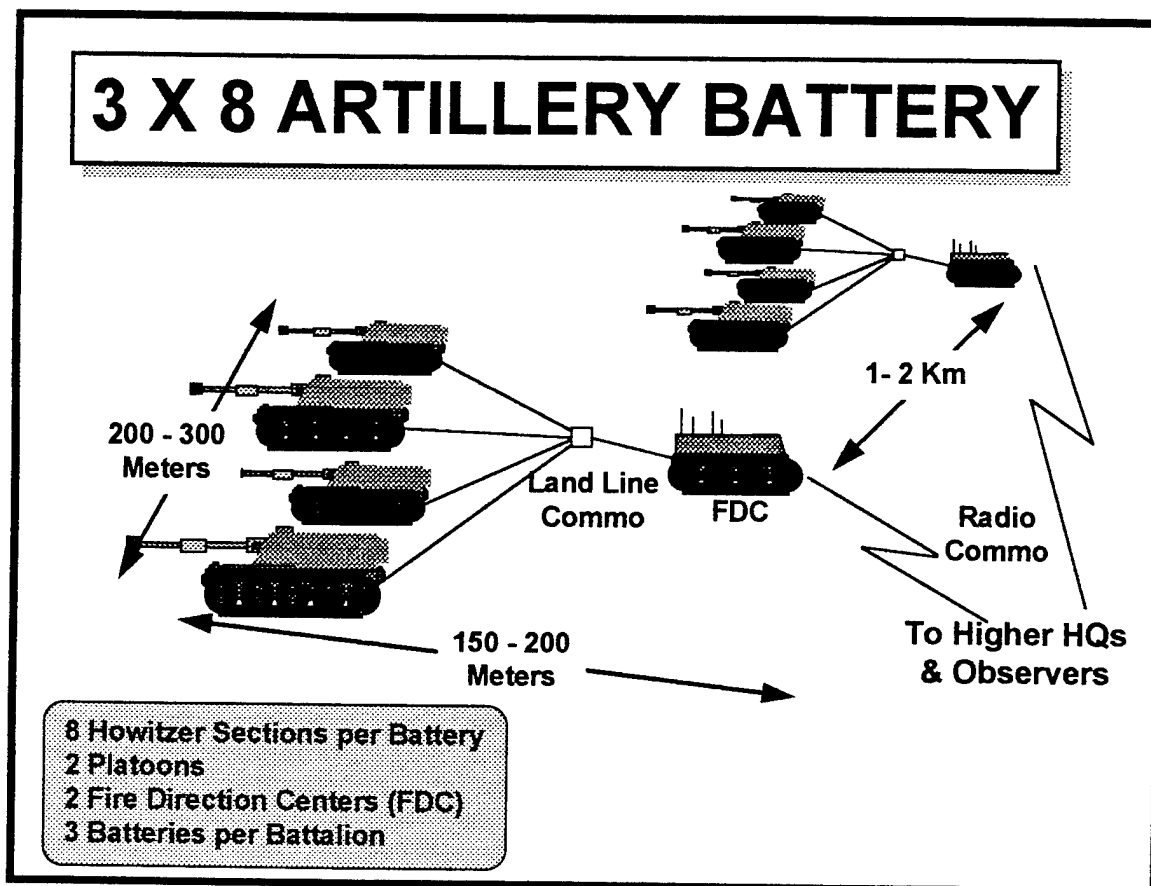 3 X 8 ARTILLERY BATTERY
1- 2 Km
200 - 300
Meters
Land Line
Commo
FDC
Radio
Commo
150 - 200
Meters
To Higher HQs
& Observers
8 Howitzer Sections per Battery
2 Platoons
2 Fire Direction Centers (FDC)
3 Batteries per Battalion